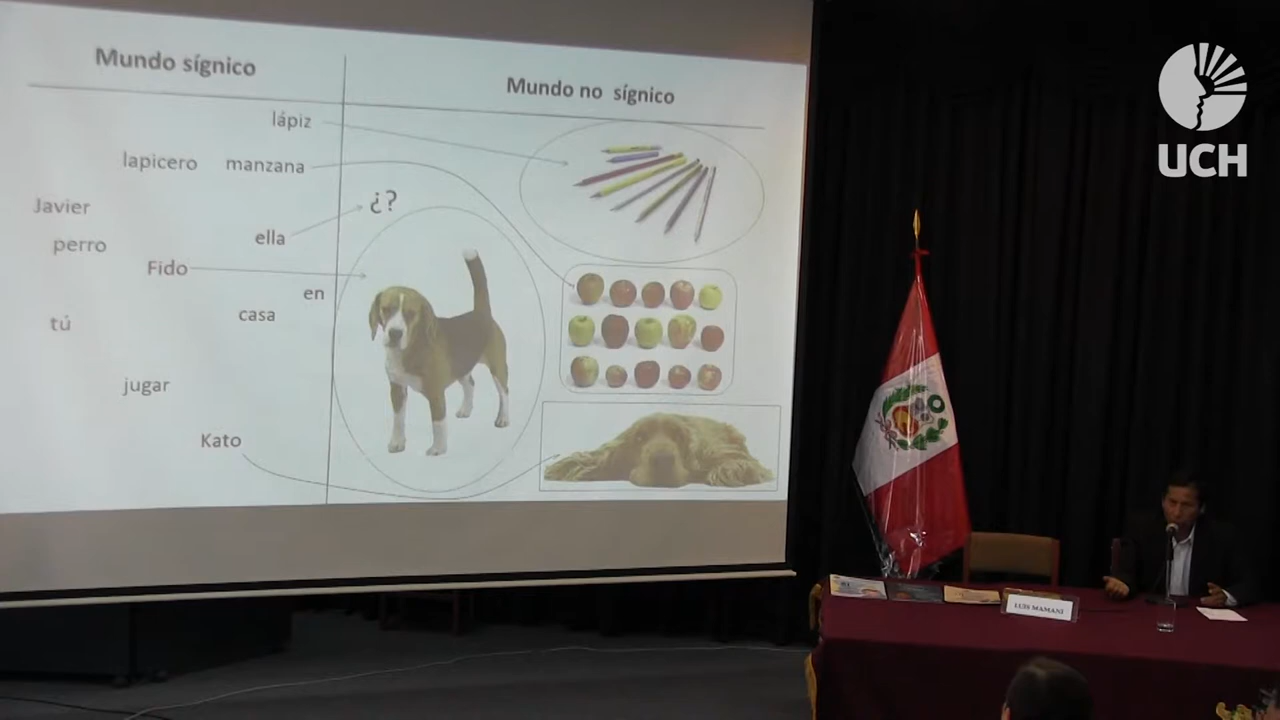 Mundo sígnico
Mundo no sígnico
lápiz
lapicero manzana
Javier
¿?
ella
perro
Fido
en
casa
tú
jugar
Kato
UCH
LUIS MAMANI